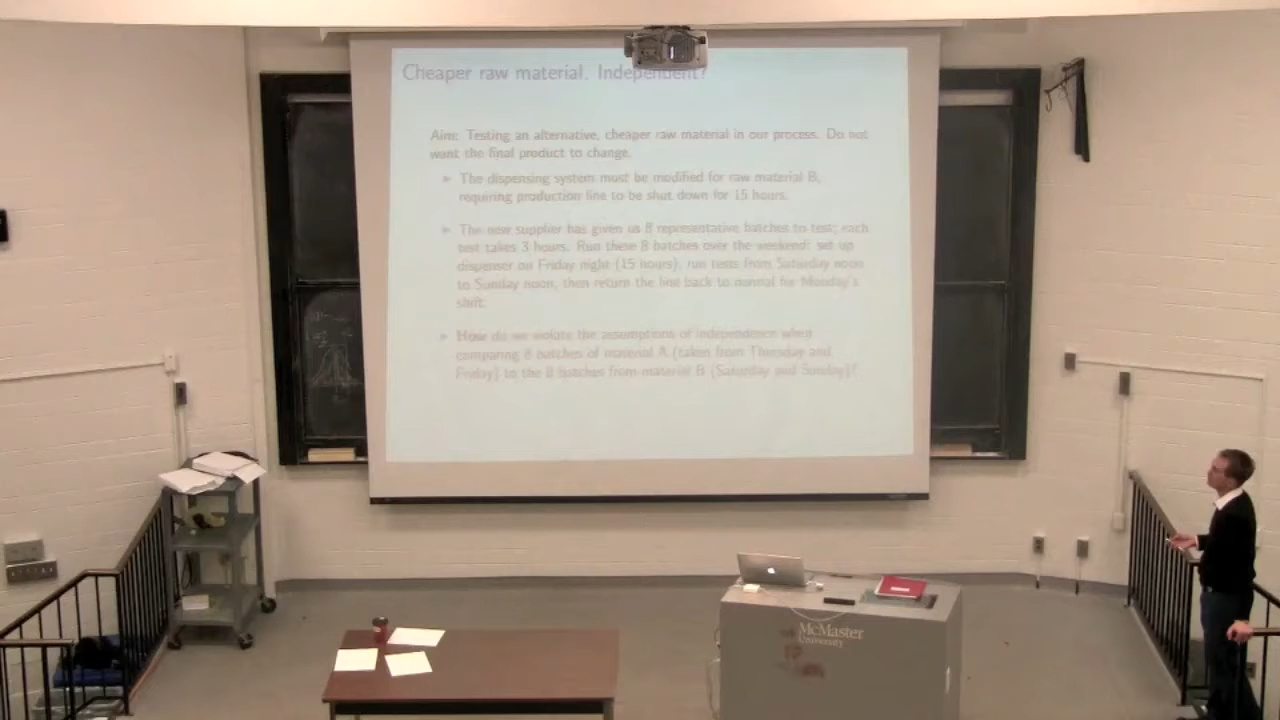 Cheaper raw material. Independent?
Aim: Testing an alternative, cheaper raw material in our process. Do not
want the final product to change.
The dispensing system must be modified for raw material B,
requiring production line to be shut down for 15 hours.
The new supplier has given us 8 representative batches to test; each
test takes 3 hours. Run these 8 batches over the weekend: set up
dispenser on Friday night (15 hours), run tests from Saturday noon
to Sunday noon, then return the line back to normal for Monday's
shift.
How do we violate the assumptions of independence when
comparing 8 batches of material A (taken from Thursday and
Friday) to the 8 batches from material B (Saturday and Sunday)?
McMaster
University